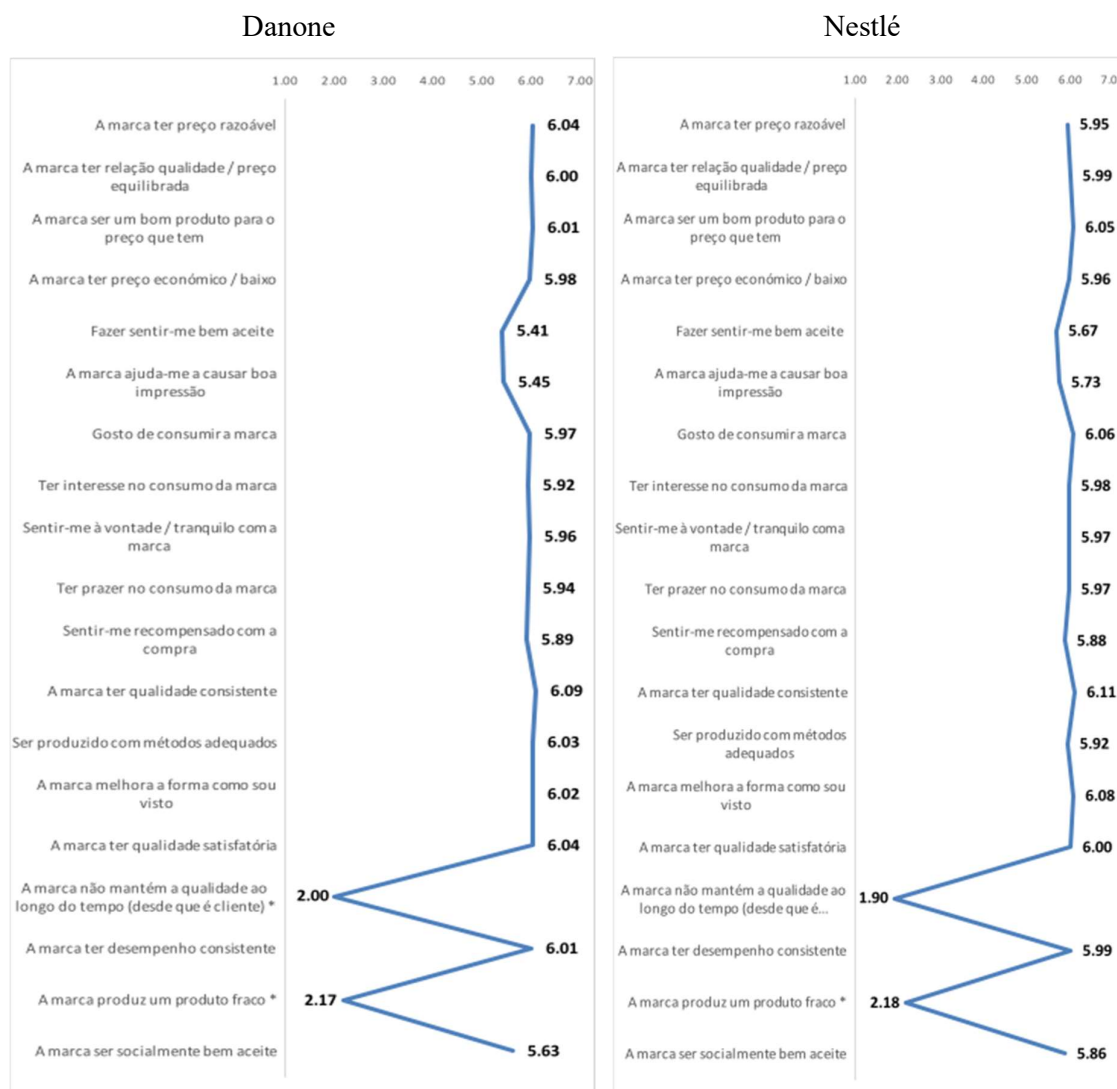 Danone
1.00 2.00 3.00 4.00 5.00 6.00 7.00
A marca ter preço razoável 6.04
A marca ter relação qualidade / preço
equilibrada 6.00
A marca ser um bom produto para o
preço que tem 6.01
A marca ter preço económico / baixo 5.98
Fazer sentir-me bem aceite 5.41
A marca ajuda-me a causar boa
impressão 5.45
Gosto de consumir a marca 5.97
Ter interesse no consumo da marca 5.92
Sentir-me à vontade / tranquilo com a
marca 5.96
Ter prazer no consumo da marca 5.94
Sentir-me recompensado com a
compra 5.89
A marca ter qualidade consistente 6.09
Ser produzido com métodos adequados 6.03
A marca melhora a forma como sou
visto 6.02
A marca ter qualidade satisfatória 6.04
A marca não mantém a qualidade ao
longo do tempo (desde que é cliente) * 2.00
A marca ter desempenho consistente 6.01
A marca produz um produto fraco * 2.17
A marca ser socialmente bem aceite 5.63
Nestlé
1.00 2.00 3.00 4.00 5.00 6.00 7.0
A marca ter preço razoável 5.95
A marca ter relação qualidade / preço
equilibrada 5.99
A marca ser um bom produto para o
preço que tem 6.05
A marca ter preço económico / baixo 5.96
Fazer sentir-me bem aceite 5.67
A marca ajuda-me a causar boa
impressão 5.73
Gosto de consumir a marca 6.06
Ter interesse no consumo da marca 5.98
Sentir-me à vontade / tranquilo com a
marca 5.97
Ter prazer no consumo da marca 5.97
Sentir-me recompensado com a
compra 5.88
A marca ter qualidade consistente 6.11
Ser produzido com métodos
adequados 5.92
A marca melhora a forma como sou
visto 6.08
A marca ter qualidade satisfatória 6.00
A marca não mantém a qualidade ao
longo do tempo (desde que é... 1.90
A marca ter desempenho consistente 5.99
A marca produz um produto fraco * 2.18
A marca ser socialmente bem aceite 5.86